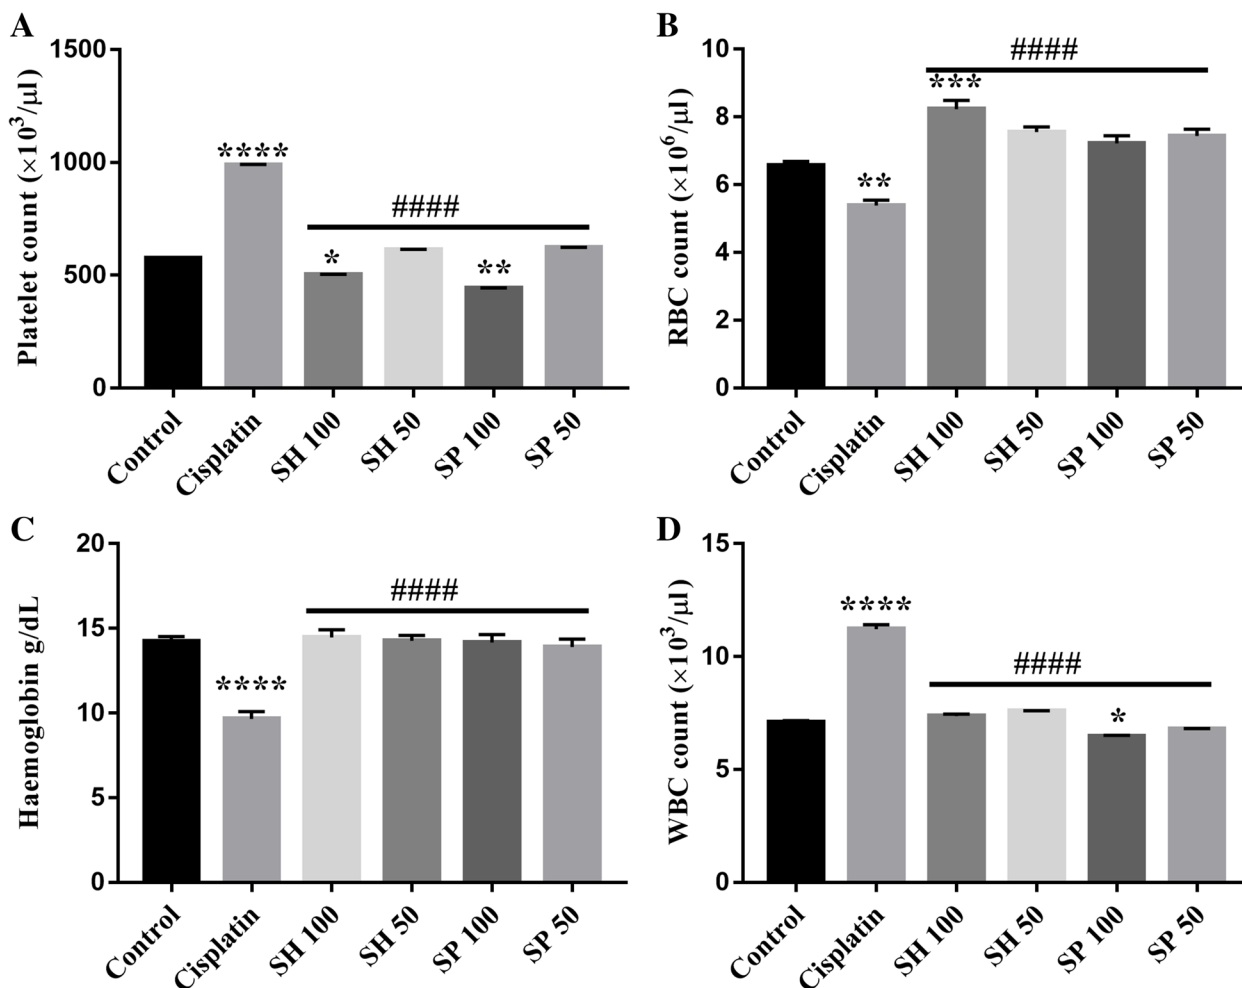 A
Platelet count (×10³/µl)
1500
1000
500
0
****
####
*
**
Control
Cisplatin
SH 100
SH 50
SP 100
SP 50
B
RBC count (×10⁶/µl)
10
8
6
4
2
0
####
***
**
Control
Cisplatin
SH 100
SH 50
SP 100
SP 50
C
Haemoglobin g/dL
20
15
10
5
0
####
****
Control
Cisplatin
SH 100
SH 50
SP 100
SP 50
D
WBC count (×10³/µl)
15
10
5
0
****
####
*
Control
Cisplatin
SH 100
SH 50
SP 100
SP 50